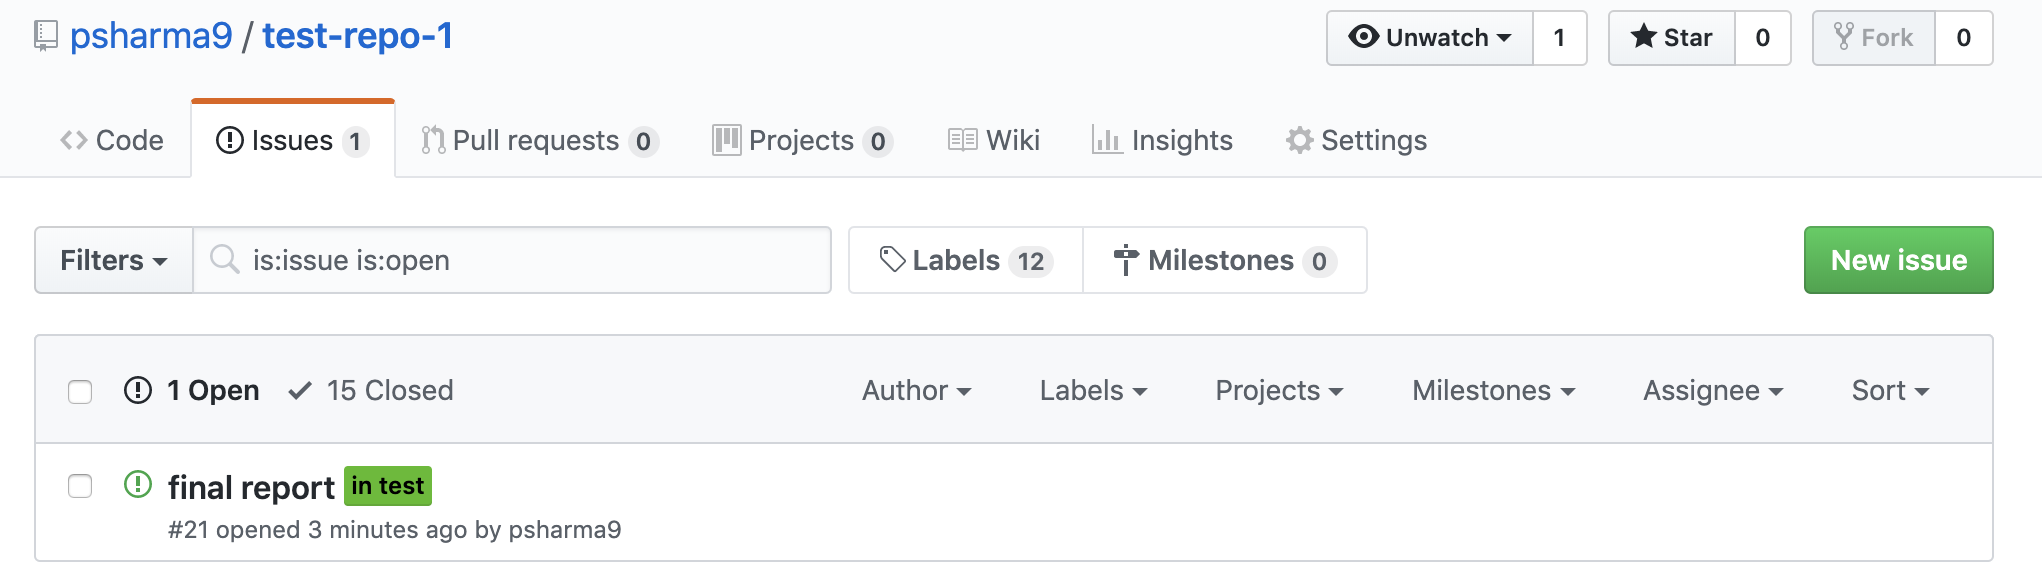 psharma9 / test-repo-1 Unwatch 1 Star 0 Fork 0
Code Issues 1 Pull requests 0 Projects 0 Wiki Insights Settings
Filters is:issue is:open Labels 12 Milestones 0 New issue
1 Open 15 Closed Author Labels Projects Milestones Assignee Sort
final report in test
#21 opened 3 minutes ago by psharma9